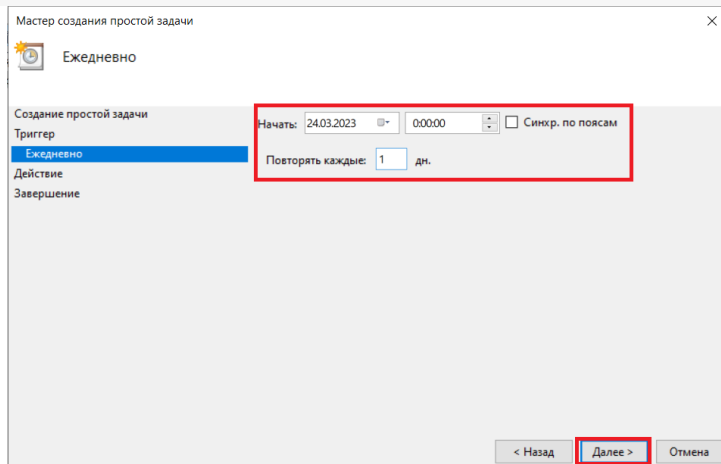 Мастер создания простой задачи
Ежедневно
Создание простой задачи
Триггер
Ежедневно
Действие
Завершение
Начать: 24.03.2023 0:00:00 Синхр. по поясам
Повторять каждые: 1 дн.
< Назад Далее > Отмена